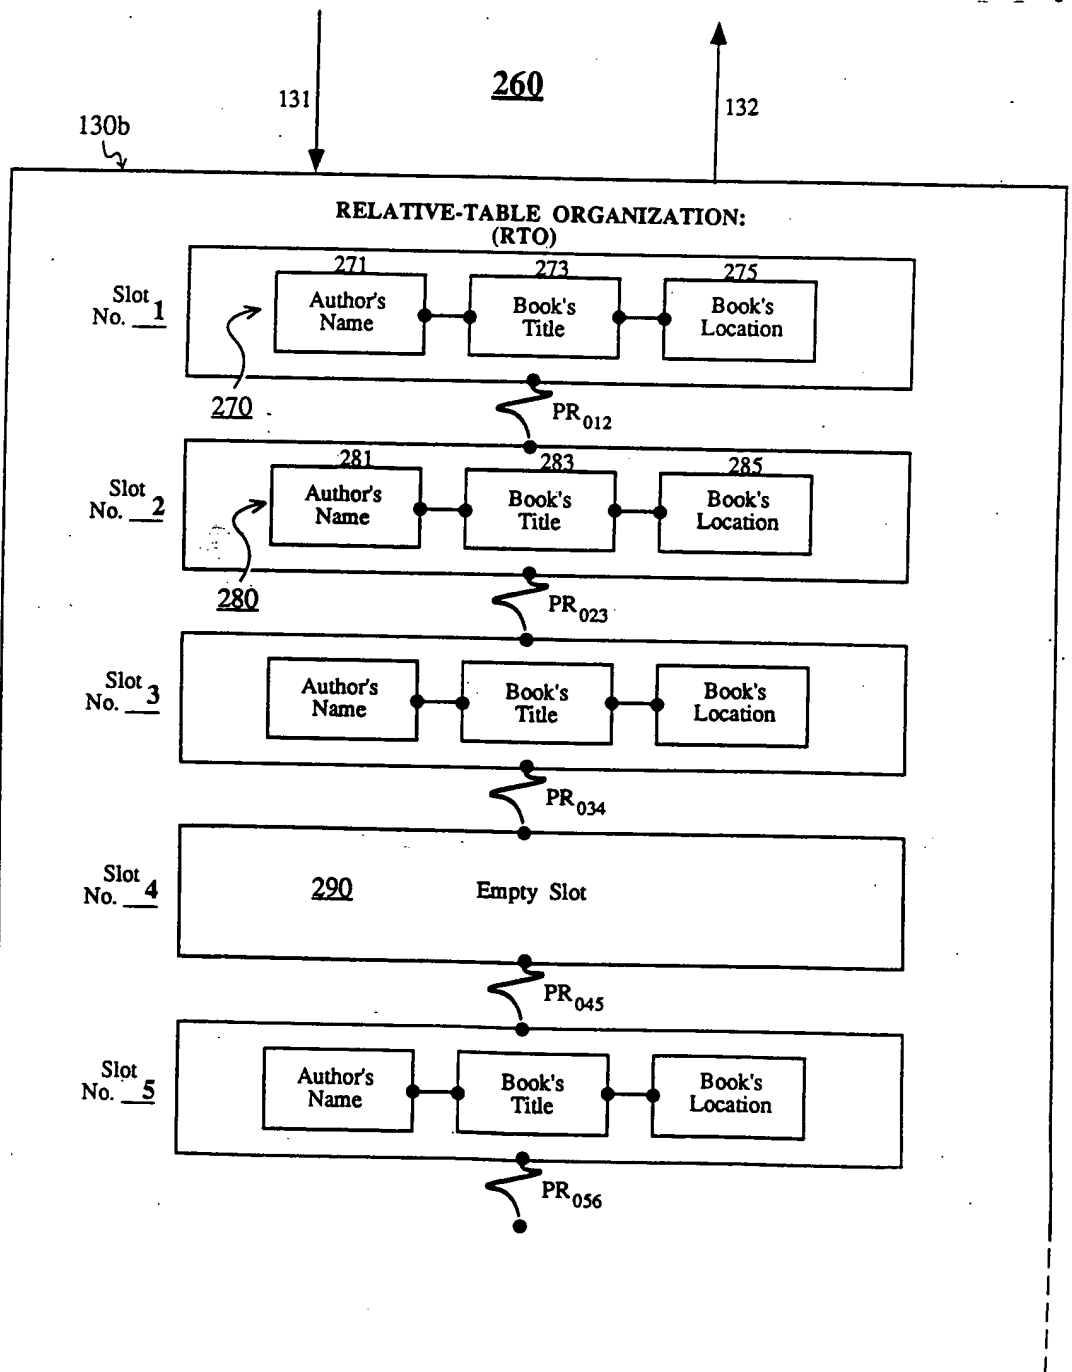 260
131
132
130b
RELATIVE-TABLE ORGANIZATION:
(RTO)
271
273
275
Slot
No. 1
Author's
Name
Book's
Title
Book's
Location
270
PR012
281
283
285
Slot
No. 2
Author's
Name
Book's
Title
Book's
Location
280
PR023
Slot
No. 3
Author's
Name
Book's
Title
Book's
Location
PR034
Slot
No. 4
290
Empty Slot
PR045
Slot
No. 5
Author's
Name
Book's
Title
Book's
Location
PR056